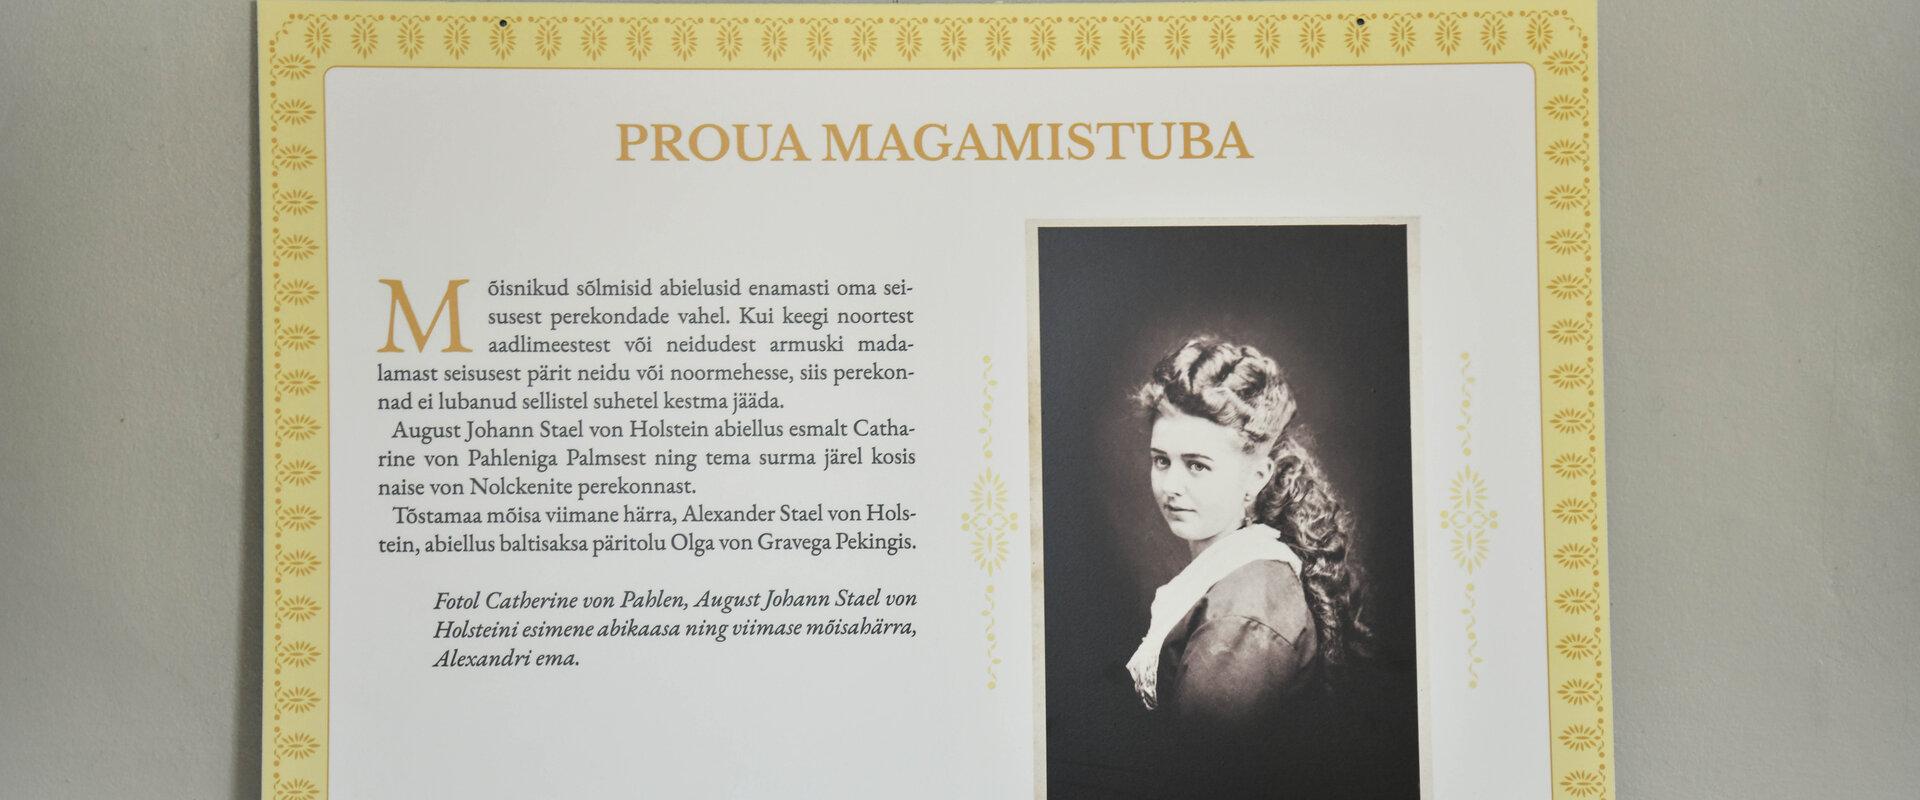 PROUA MAGAMISTUBA
Mõisnikud sõlmisid abielusid enamasti oma sei-
susest perekondade vahel. Kui keegi noortest
aadlimeestest või neidudest armuski mada-
lamast seisusest pärit neidu või noormehesse, siis perekon-
nad ei lubanud sellistel suhetel kestma jääda.
August Johann Stael von Holstein abiellus esmalt Catha-
rine von Pahleniga Palmsest ning tema surma järel kosis
naise von Nolckenite perekonnast.
Tõstamaa mõisa viimane härra, Alexander Stael von Hols-
tein, abiellus baltisaksa päritolu Olga von Gravega Pekingis.
Fotol Catherine von Pahlen, August Johann Stael von
Holsteini esimene abikaasa ning viimase mõisahärra,
Alexandri ema.